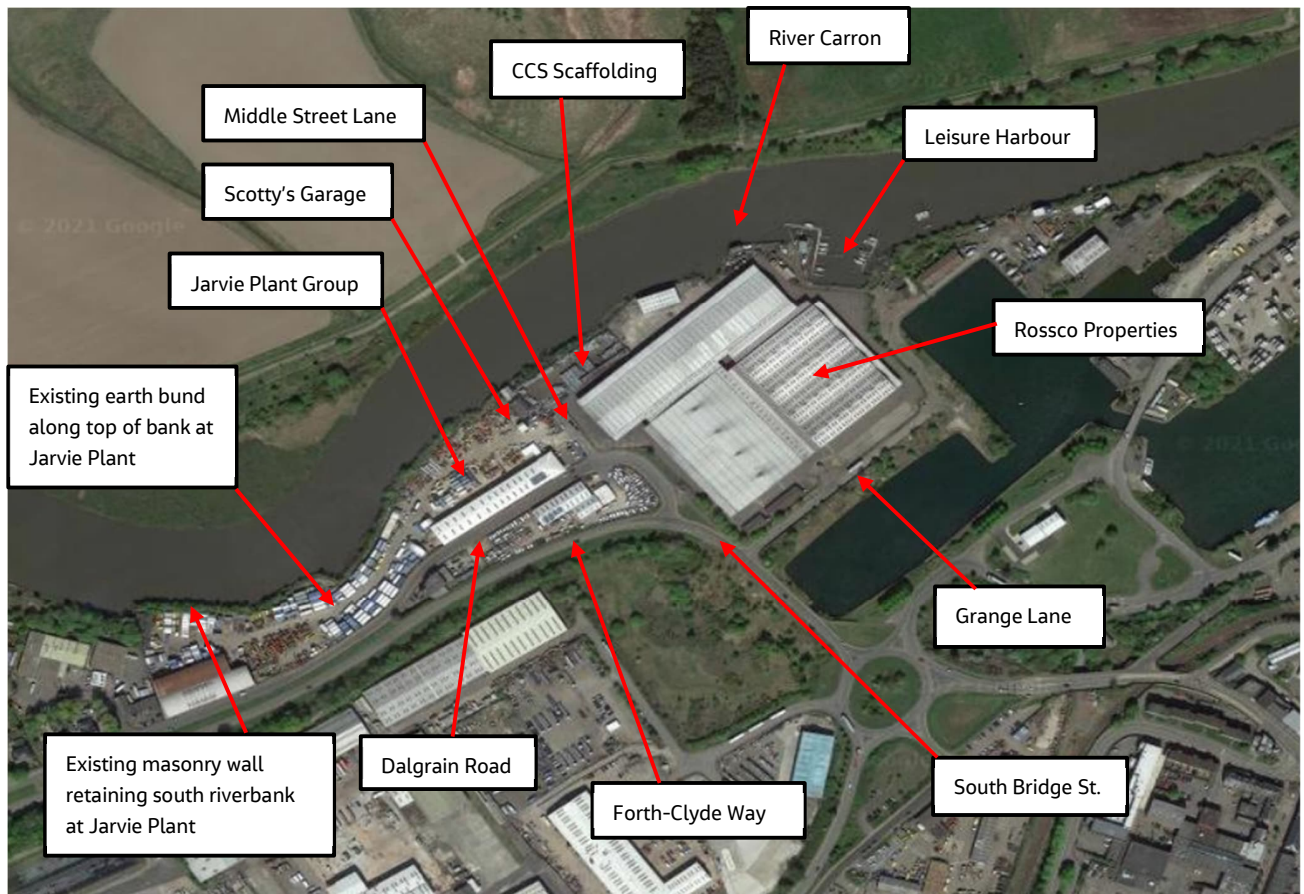 River Carron
CCS Scaffolding
Middle Street Lane
Leisure Harbour
Scotty's Garage
© 2021 Google
Jarvie Plant Group
Rossco Properties
Existing earth bund
along top of bank at
Jarvie Plant
© 2021 Goo
Grange Lane
Existing masonry wall
retaining south riverbank
at Jarvie Plant
Dalgrain Road
Forth-Clyde Way
South Bridge St.